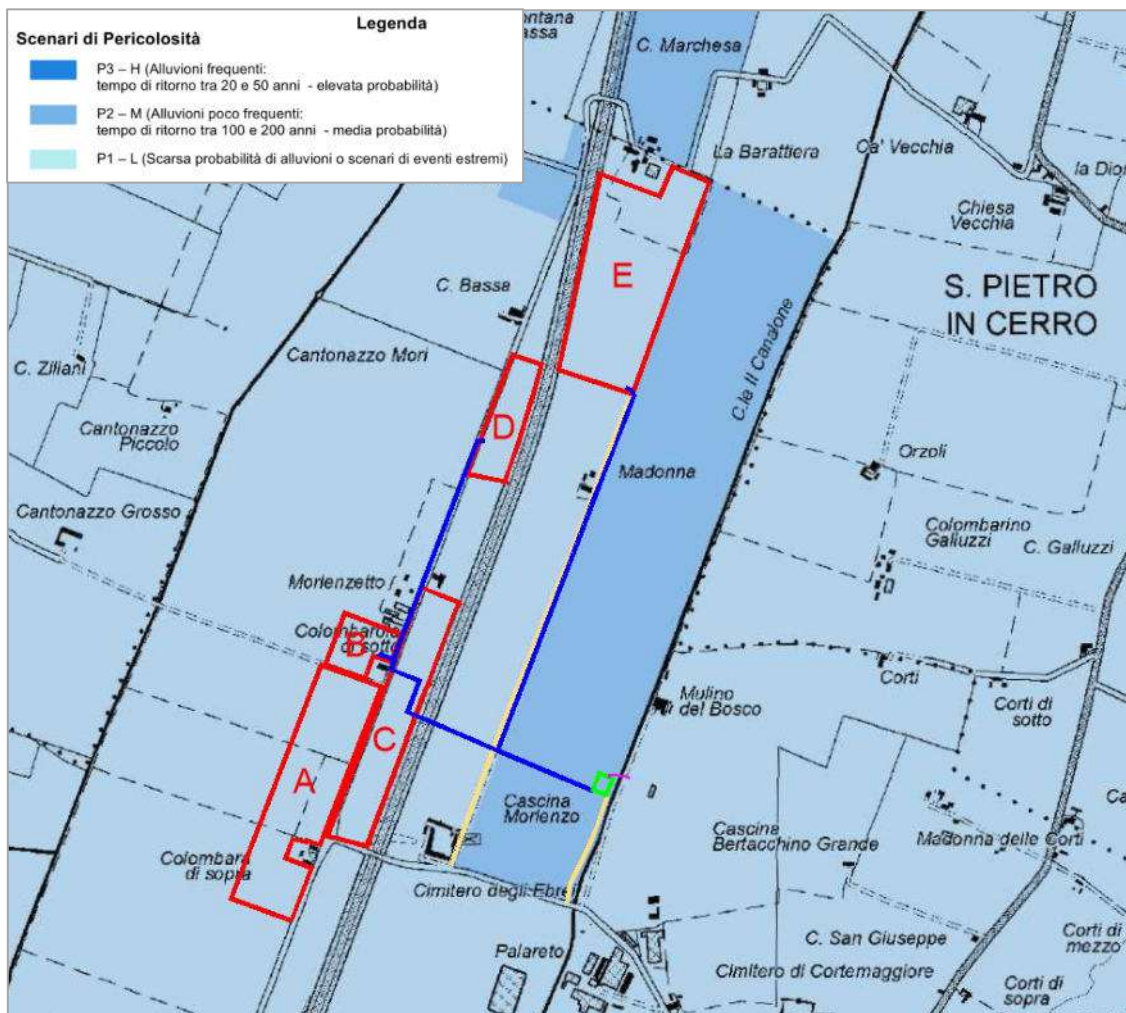 Legenda
Scenari di Pericolosità
P3 – H (Alluvioni frequenti:
tempo di ritorno tra 20 e 50 anni - elevata probabilità)
P2 – M (Alluvioni poco frequenti:
tempo di ritorno tra 100 e 200 anni - media probabilità)
P1 – L (Scarsa probabilità di alluvioni o scenari di eventi estremi)
C. Marchesa
La Barattiera
Ca' Vecchia
Chiesa
Vecchia
E
S. PIETRO
IN CERRO
C. Bassa
Cantonazzo Mori
C. Ziliani
Cantonazzo
Piccolo
D
C.le Il Canalone
Madonna
Orzoli
Cantonazzo Grosso
Colombarino
Galluzzi
C. Galluzzi
Morlenzetto
di sotto
B
Corti
Corti di
sotto
Mulino
del Bosco
C
A
Cascina
Morlenzo
Cascina
Bertacchino Grande
Madonna delle Corti
Colombara
di sopra
Cimitero degli Ebrei
C. San Giuseppe
Corti di
mezzo
Palareto
Cimitero di Cortemaggiore
Corti di
sopra